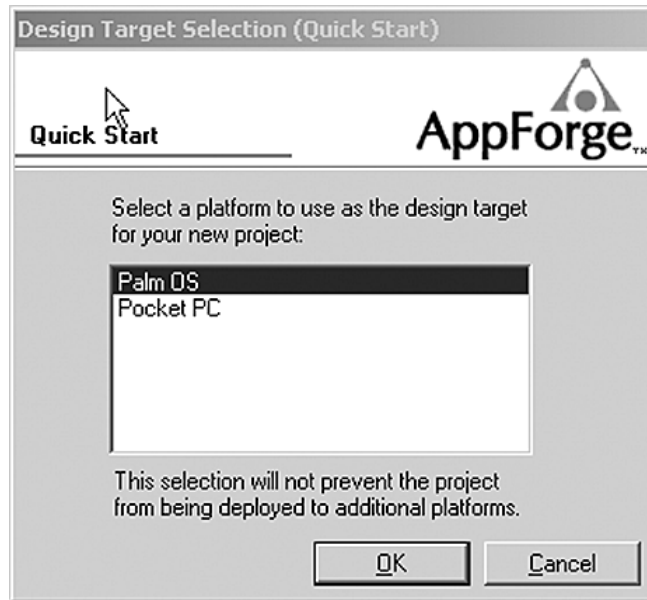 Design Target Selection (Quick Start)
Quick Start
AppForge™
Select a platform to use as the design target
for your new project:
Palm OS
Pocket PC
This selection will not prevent the project
from being deployed to additional platforms.
OK
Cancel